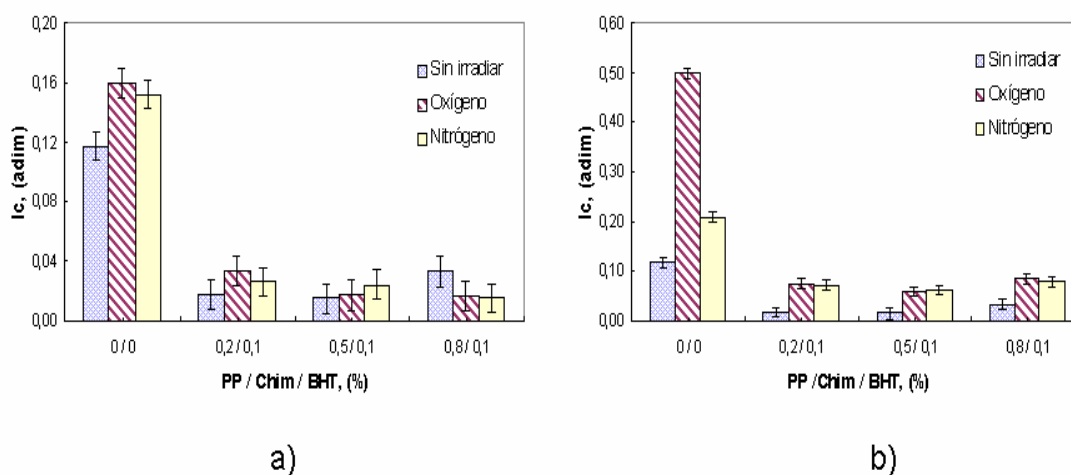 0,20
0,16
0,12
0,08
0,04
0,00
Ic, (adim)
Sin irradiar
Oxígeno
Nitrógeno
0 / 0
0,2 / 0,1
0,5 / 0,1
0,8 / 0,1
PP / Chim / BHT, (%)
a)
0,60
0,50
0,40
0,30
0,20
0,10
0,00
Ic, (adim)
Sin irradiar
Oxígeno
Nitrógeno
0 / 0
0,2 / 0,1
0,5 / 0,1
0,8 / 0,1
PP /Chim / BHT, (%)
b)